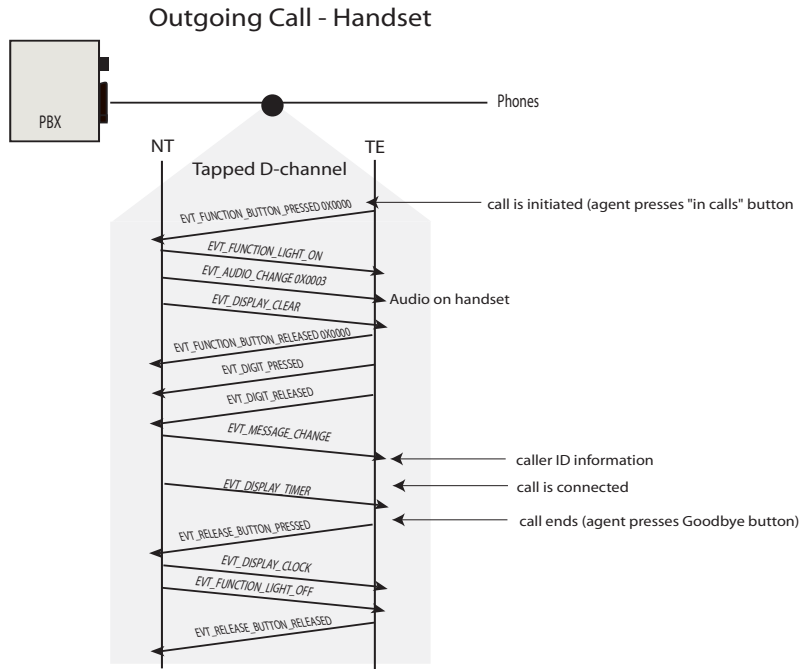 Outgoing Call - Handset
PBX
Phones
NT
TE
Tapped D-channel
EVT_FUNCTION_BUTTON_PRESSED 0X0000
call is initiated (agent presses "in calls" button
EVT_FUNCTION_LIGHT_ON
EVT_AUDIO_CHANGE 0X0003
Audio on handset
EVT_DISPLAY_CLEAR
EVT_FUNCTION_BUTTON_RELEASED 0X0000
EVT_DIGIT_PRESSED
EVT_DIGIT_RELEASED
EVT_MESSAGE_CHANGE
caller ID information
EVT_DISPLAY TIMER
call is connected
call ends (agent presses Goodbye button)
EVT_RELEASE_BUTTON_PRESSED
EVT_DISPLAY_CLOCK
EVT_FUNCTION_LIGHT_OFF
EVT_RELEASE_BUTTON_RELEASED